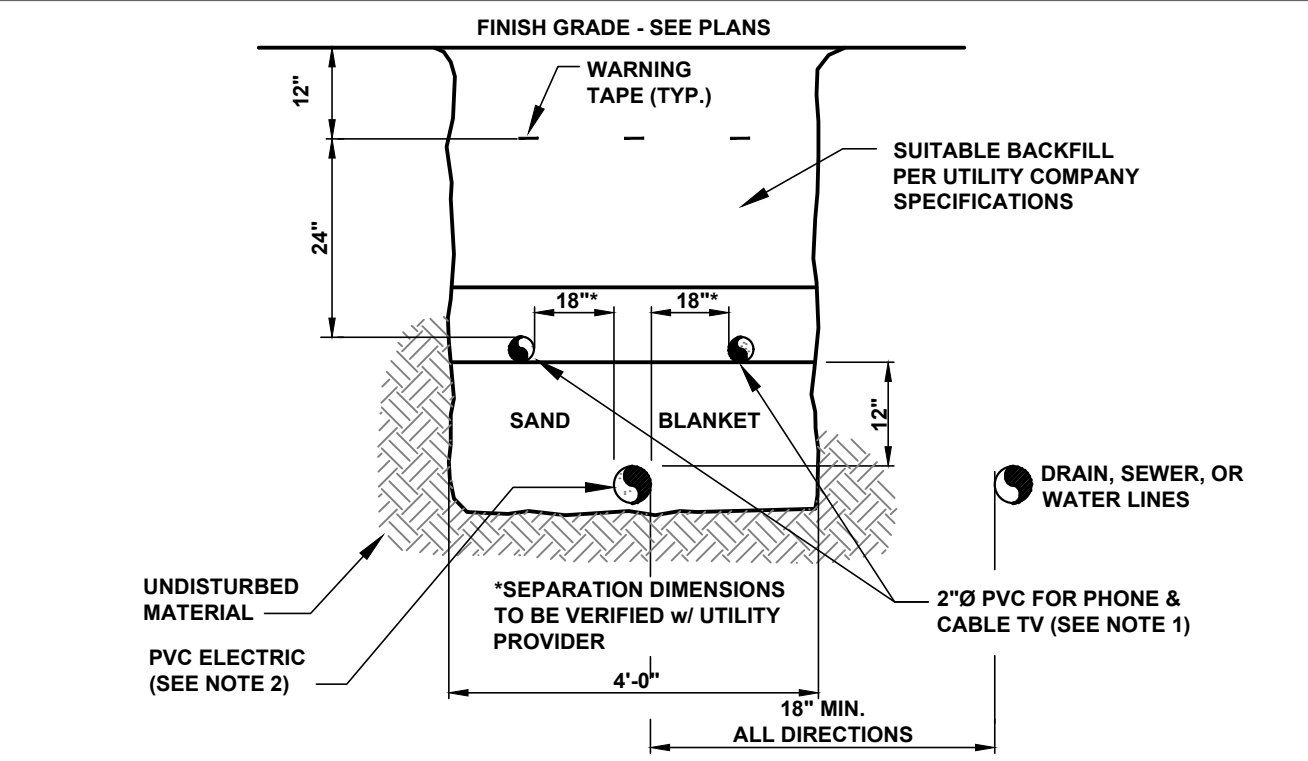 FINISH GRADE - SEE PLANS
12"
WARNING
TAPE (TYP.)
SUITABLE BACKFILL
PER UTILITY COMPANY
SPECIFICATIONS
24"
18"*
18"*
SAND
BLANKET
12"
DRAIN, SEWER, OR
WATER LINES
UNDISTURBED
MATERIAL
*SEPARATION DIMENSIONS
TO BE VERIFIED w/ UTILITY
PROVIDER
2"Ø PVC FOR PHONE &
CABLE TV (SEE NOTE 1)
PVC ELECTRIC
(SEE NOTE 2)
4'-0"
18" MIN.
ALL DIRECTIONS